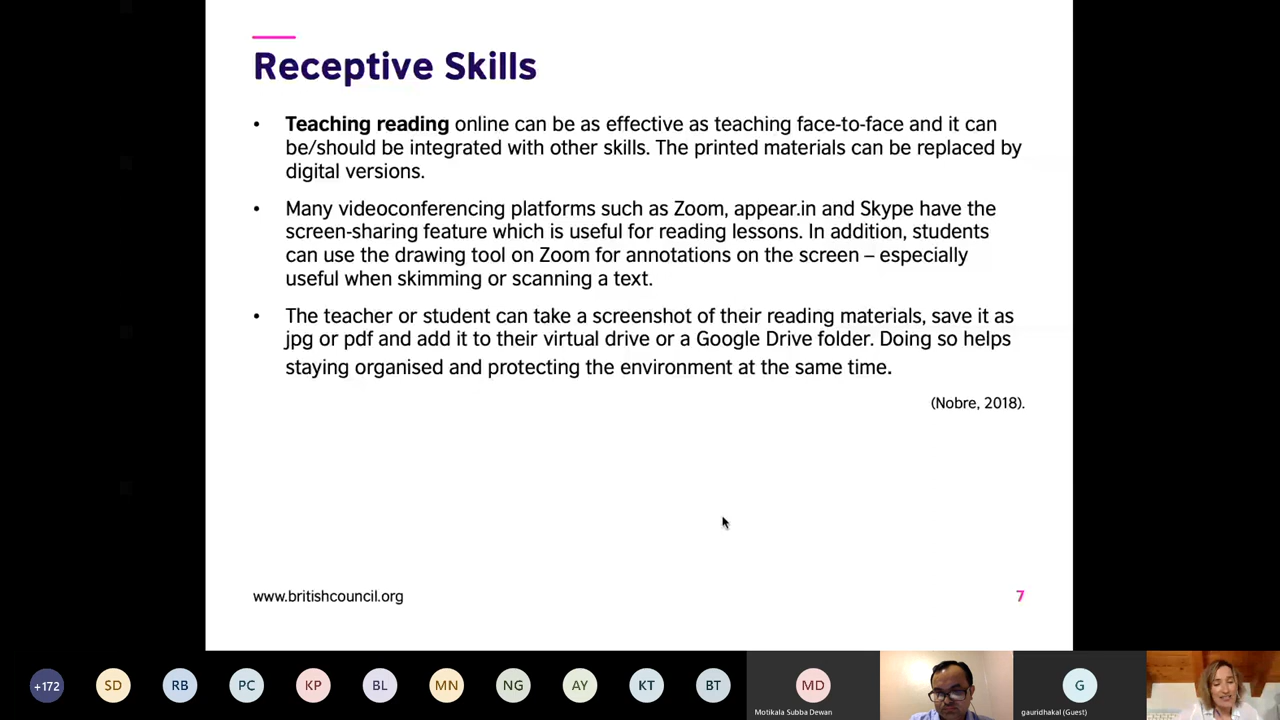 Receptive Skills
• Teaching reading online can be as effective as teaching face-to-face and it can
be/should be integrated with other skills. The printed materials can be replaced by
digital versions.
• Many videoconferencing platforms such as Zoom, appear.in and Skype have the
screen-sharing feature which is useful for reading lessons. In addition, students
can use the drawing tool on Zoom for annotations on the screen – especially
useful when skimming or scanning a text.
• The teacher or student can take a screenshot of their reading materials, save it as
jpg or pdf and add it to their virtual drive or a Google Drive folder. Doing so helps
staying organised and protecting the environment at the same time.
(Nobre, 2018).
www.britishcouncil.org 7
+172 SD RB PC KP BL MN NG AY KT BT MD G
Motikala Subba Dewan gauridhakal (Guest)